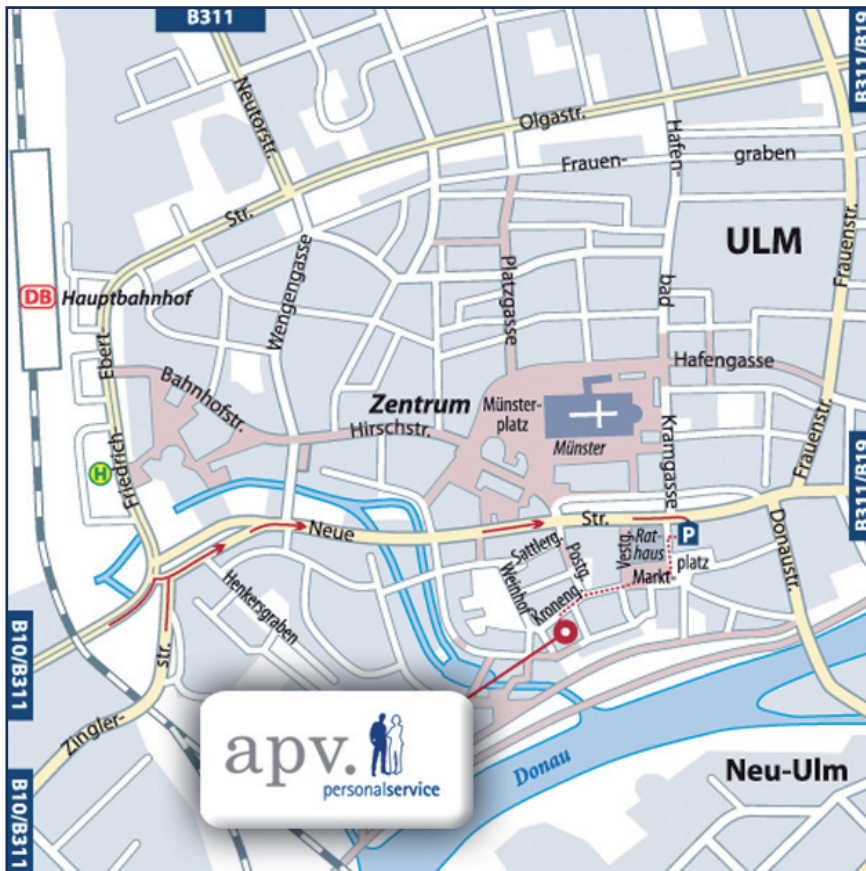 B311
B311/B19
Neutorstr.
Olgastr.
Hafen-
Frauen-
graben
Str.
ULM
Frauenstr.
Wengengasse
Platzgasse
bad
DB
Hauptbahnhof
Ebert-
Bahnhofstr.
Zentrum
Hirschstr.
Münster-
platz
Münster
Hafengasse
Kramgasse
Frauenstr.
H
Friedrich-
B311/B19
Neue
Str.
P
Donaustr.
Sattlerg.
Postg.
Vestg.
Rat-
haus
Markt-
platz
Weinhof
Kroneng.
Henkersgraben
B10/B311
str.
Zingler-
apv.
personalservice
Donau
Neu-Ulm
B10/B311